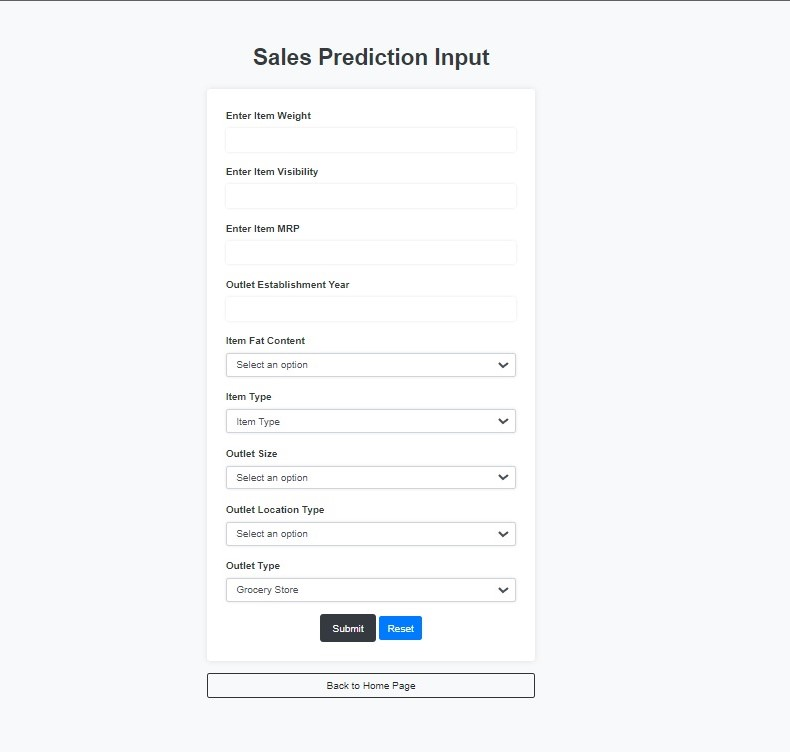 Sales Prediction Input
Enter Item Weight
Enter Item Visibility
Enter Item MRP
Outlet Establishment Year
Item Fat Content
Select an option
Item Type
Item Type
Outlet Size
Select an option
Outlet Location Type
Select an option
Outlet Type
Grocery Store
Submit Reset
Back to Home Page